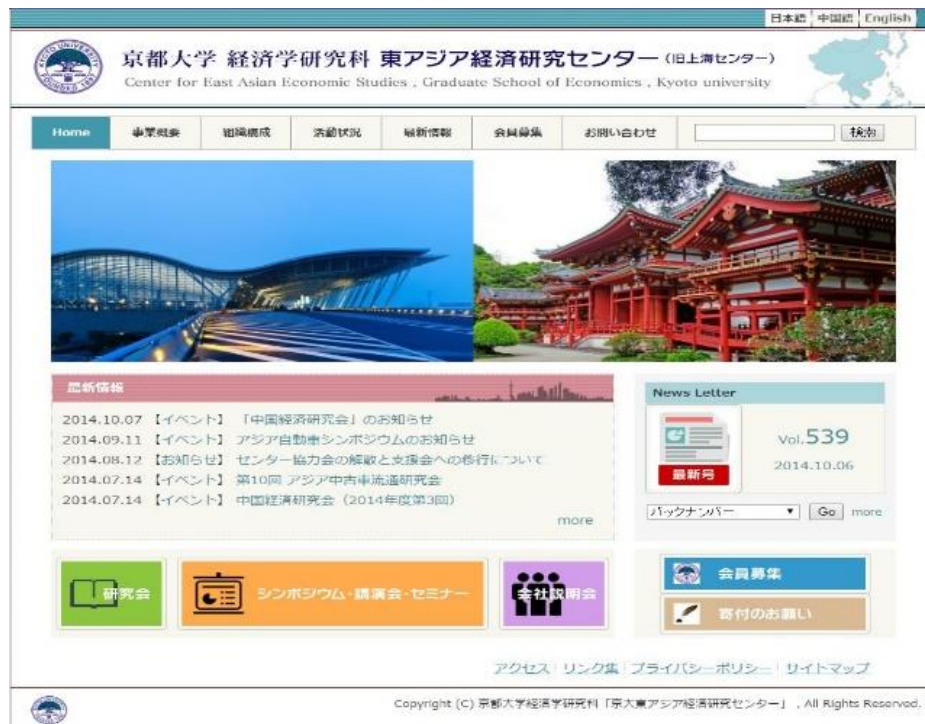 日本語 中国語 English
京都大学 経済学研究科 東アジア経済研究センター (旧上海センター)
Center for East Asian Economic Studies , Graduate School of Economics , Kyoto university
Home 事業概要 組織構成 活動状況 最新情報 会員募集 お問い合わせ 検索
最新情報
2014.10.07 【イベント】 「中国経済研究会」のお知らせ
2014.09.11 【イベント】 アジア自動車シンポジウムのお知らせ
2014.08.12 【お知らせ】 センター協力会の解散と支援会への移行について
2014.07.14 【イベント】 第10回 アジア中古車流通研究会
2014.07.14 【イベント】 中国経済研究会（2014年度第3回）
more
News Letter
Vol.539
2014.10.06
最新号
バックナンバー Go more
研究会
シンポジウム・講演会・セミナー
会社説明会
会員募集
寄付のお願い
アクセス リンク集 プライバシーポリシー サイトマップ
Copyright (C) 京都大学経済学研究科「京大東アジア経済研究センター」 , All Rights Reserved.